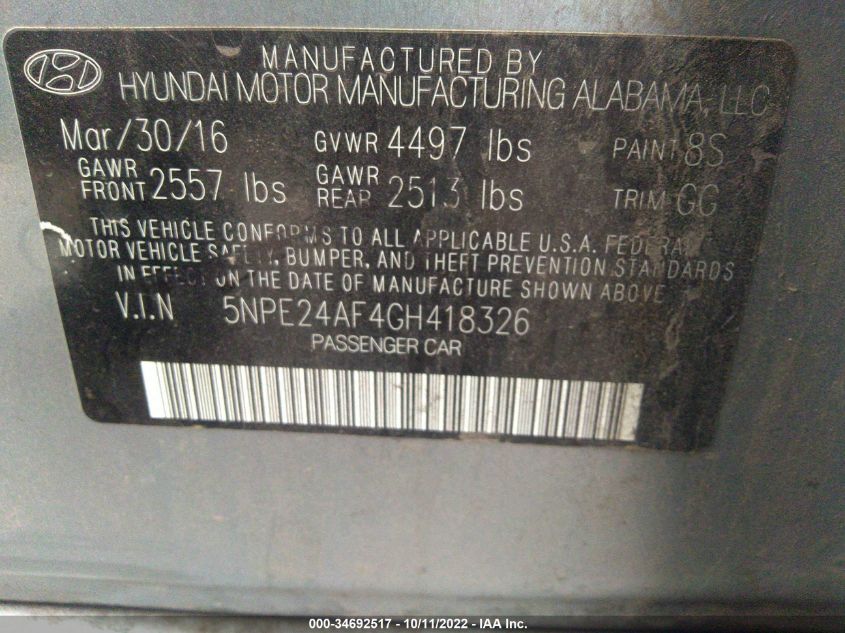 MANUFACTURED BY
HYUNDAI MOTOR MANUFACTURING ALABAMA, LLC
Mar/30/16 GVWR 4497 lbs PAINT 8S
GAWR FRONT 2557 lbs GAWR REAR 2513 lbs TRIM GG
THIS VEHICLE CONFORMS TO ALL APPLICABLE U.S.A. FEDERAL
MOTOR VEHICLE SAFETY, BUMPER, AND THEFT PREVENTION STANDARDS
IN EFFECT ON THE DATE OF MANUFACTURE SHOWN ABOVE
V.I.N 5NPE24AF4GH418326
PASSENGER CAR
000-34692517 - 10/11/2022 - IAA Inc.